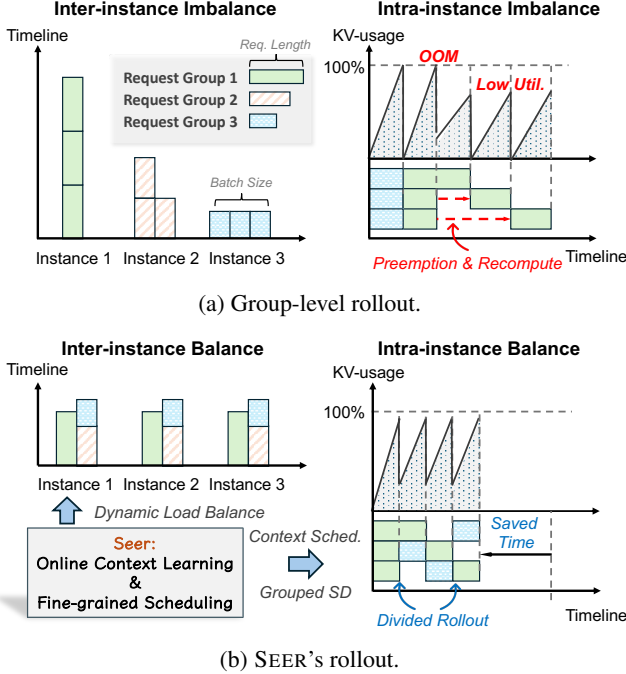 Inter-instance Imbalance
Timeline
Req. Length
Request Group 1
Request Group 2
Request Group 3
Batch Size
Instance 1 Instance 2 Instance 3
Intra-instance Imbalance
KV-usage
100%
OOM
Low Util.
Timeline
Preemption & Recompute
(a) Group-level rollout.
Inter-instance Balance
Timeline
Instance 1 Instance 2 Instance 3
Dynamic Load Balance
Seer:
Online Context Learning
&
Fine-grained Scheduling
Context Sched.
Grouped SD
Intra-instance Balance
KV-usage
100%
Saved
Time
Divided Rollout
Timeline
(b) SEER's rollout.